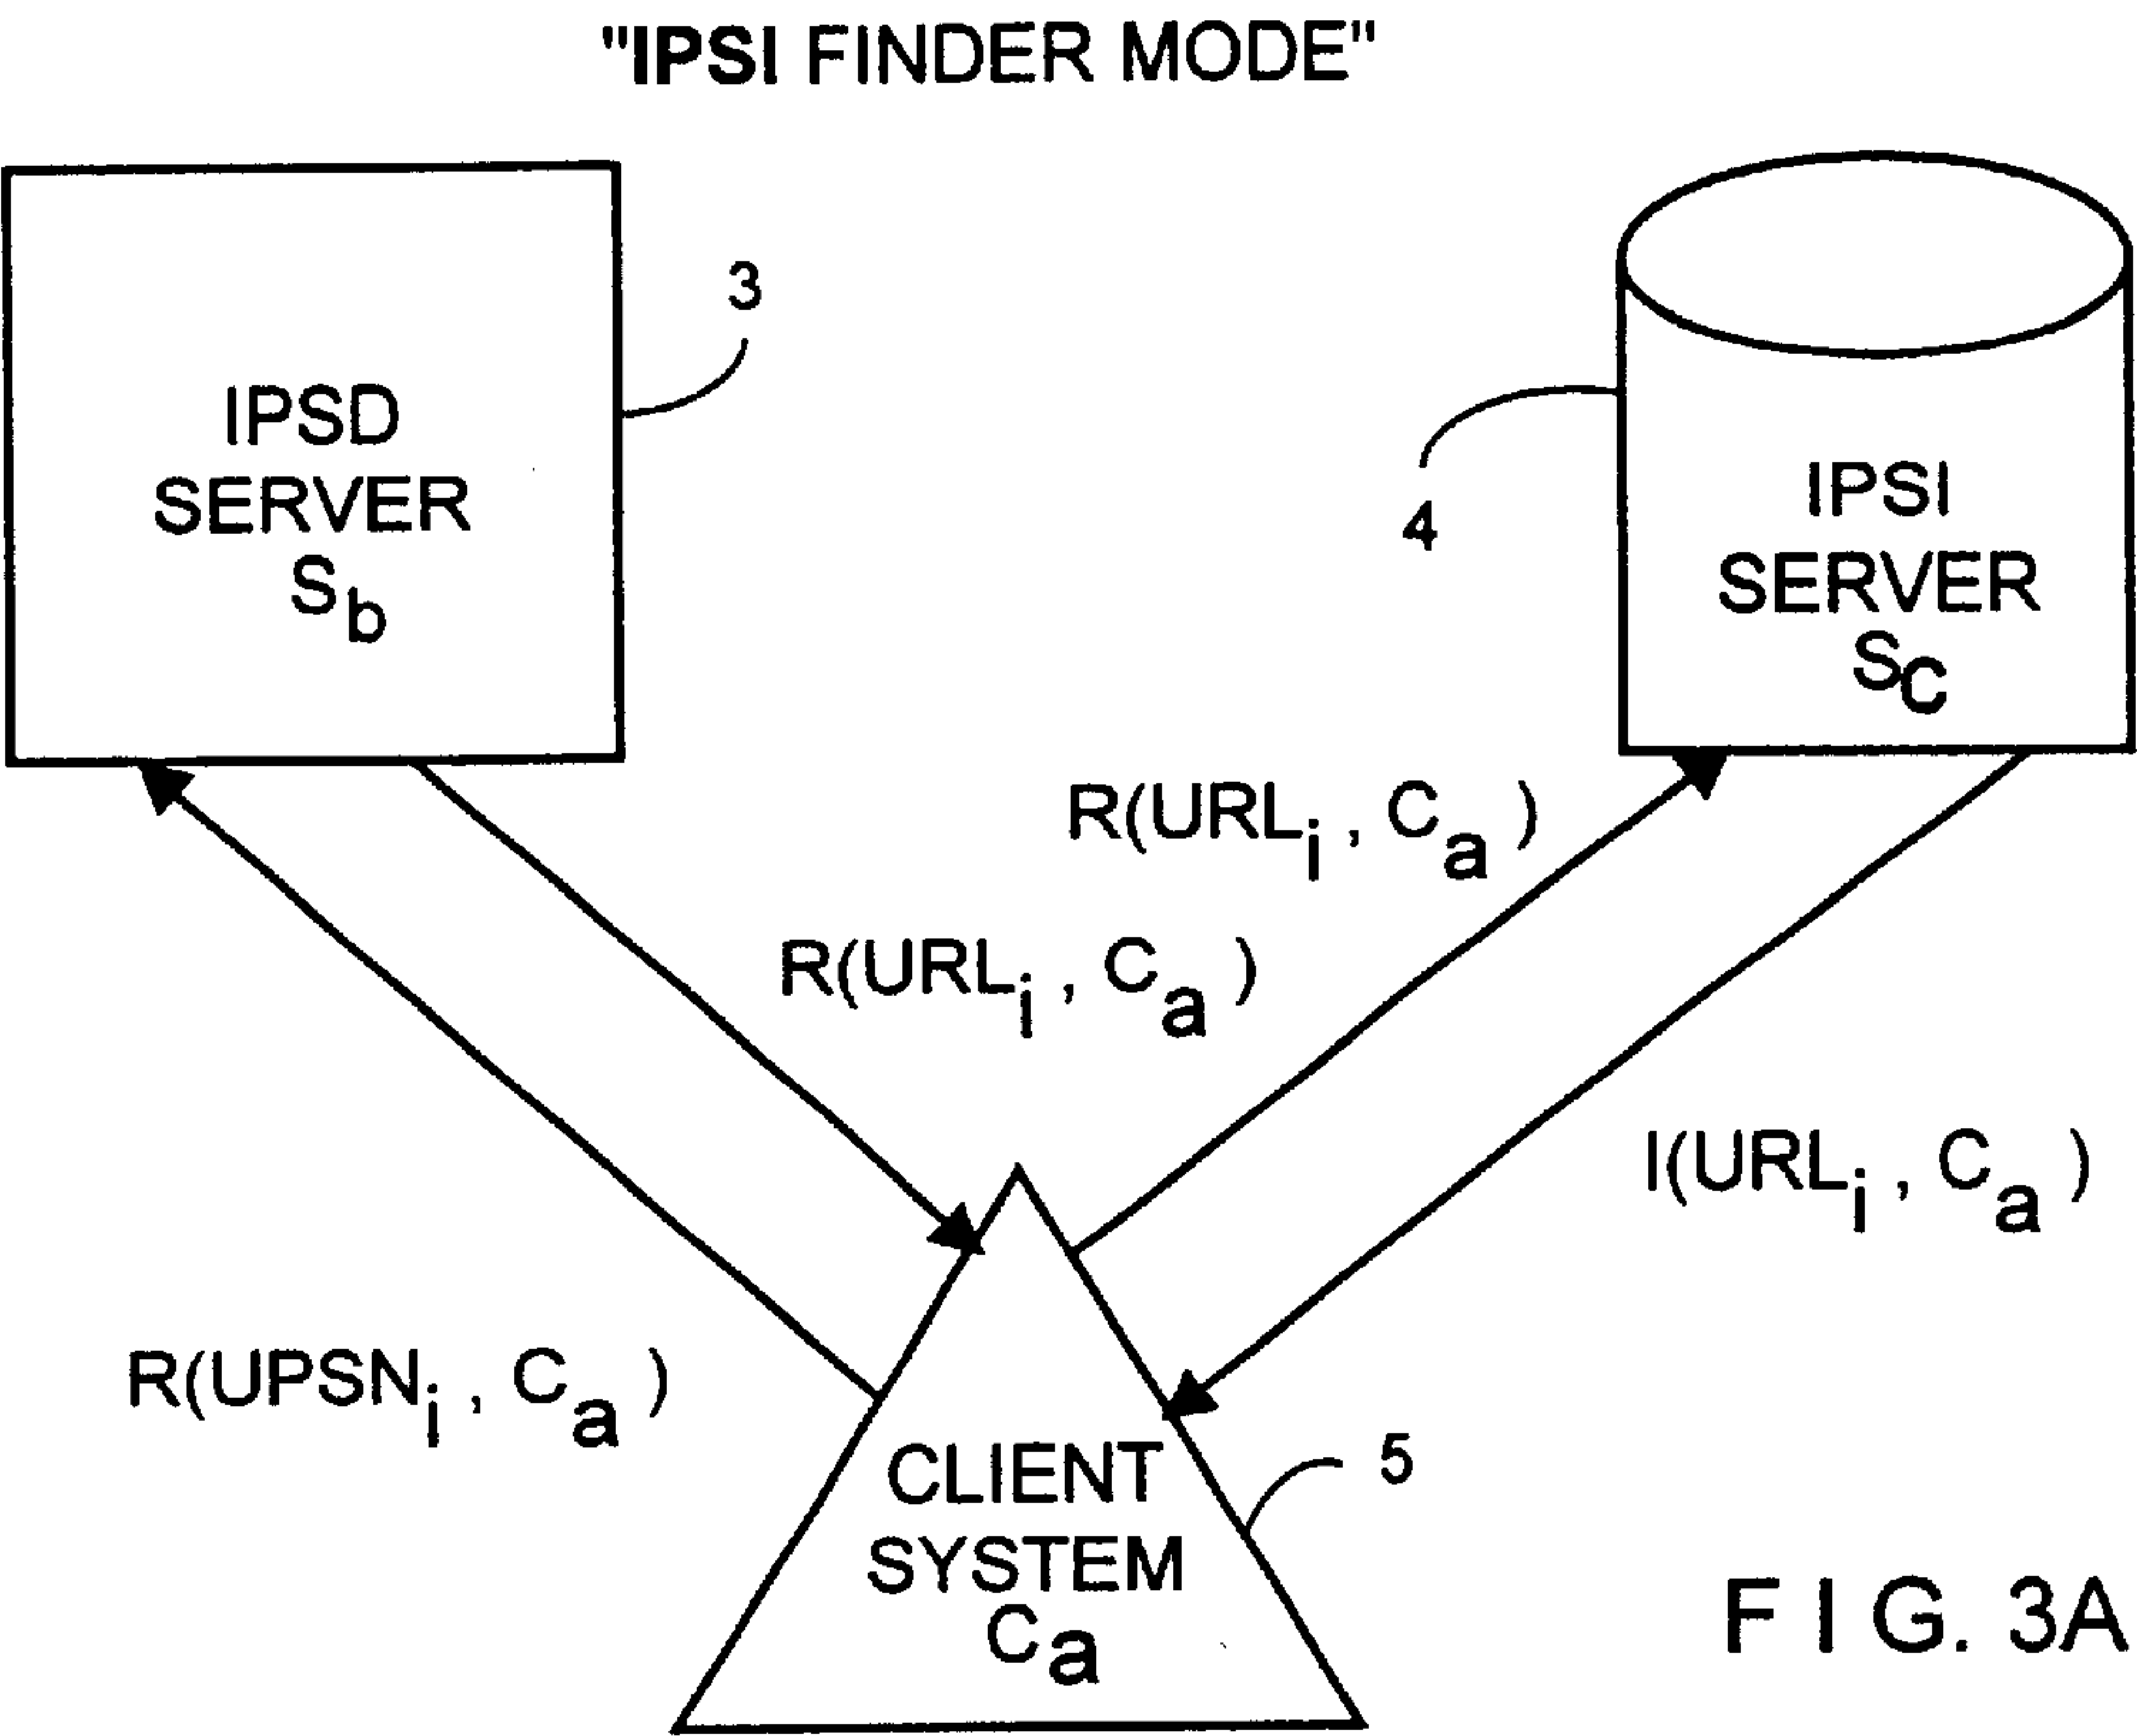 "IPSI FINDER MODE"
3
IPSD
SERVER
Sb
4
IPSI
SERVER
Sc
R(URLi, Ca)
R(URLi, Ca)
I(URLi, Ca)
R(UPSNi, Ca)
CLIENT
SYSTEM
Ca
5
FIG. 3A